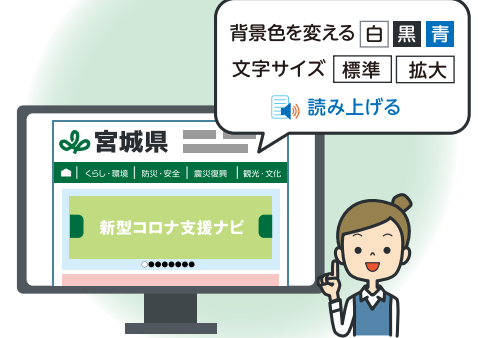 背景色を変える 白 黒 青
文字サイズ 標準 拡大
読み上げる
宮城県
くらし・環境 防災・安全 震災復興 観光・文化
新型コロナ支援ナビ